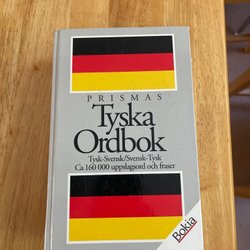 PRISMAS
Tyska
Ordbok
Tysk-Svensk/Svensk-Tysk
Ca 160 000 uppslagsord och fraser
Bokia